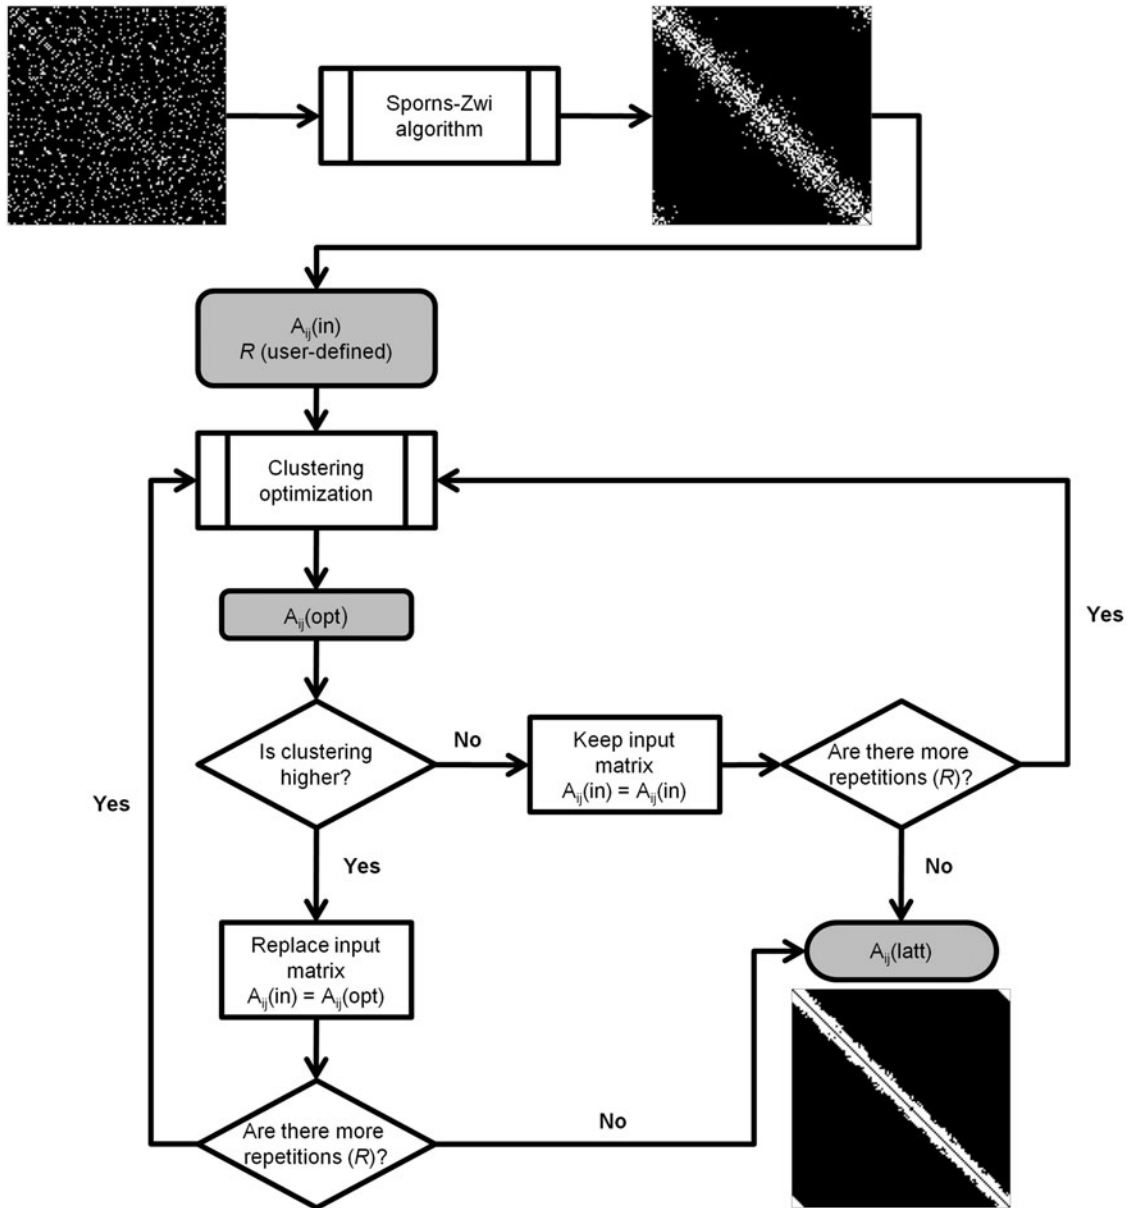 Sporns-Zwi
algorithm
A_ij(in)
R (user-defined)
Clustering
optimization
A_ij(opt)
Is clustering
higher?
No
Keep input
matrix
A_ij(in) = A_ij(in)
Are there more
repetitions (R)?
Yes
Yes
Yes
No
Replace input
matrix
A_ij(in) = A_ij(opt)
A_ij(latt)
Are there more
repetitions (R)?
No